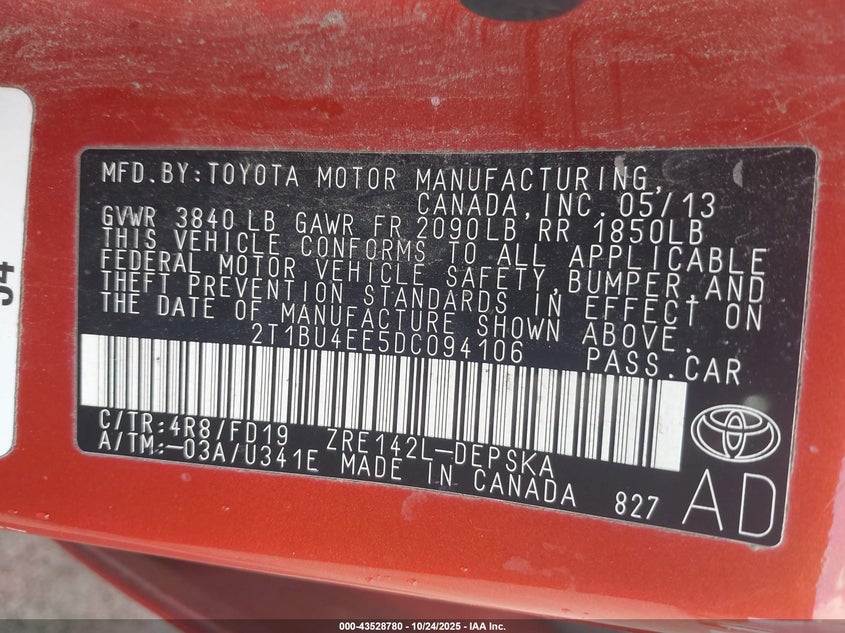 MFD.BY:TOYOTA MOTOR MANUFACTURING,
CANADA,INC. 05/13
GVWR 3840 LB GAWR FR 2090LB RR 1850LB
THIS VEHICLE CONFORMS TO ALL APPLICABLE
FEDERAL MOTOR VEHICLE SAFETY,BUMPER,AND
THEFT PREVENTION STANDARDS IN EFFECT ON
THE DATE OF MANUFACTURE SHOWN ABOVE.
2T1BU4EE5DC094106 PASS.CAR
C/TR:4R8/FD19 ZRE142L-DEPSKA
A/TM:-03A/U341E MADE IN CANADA 827
AD
000-43528780 - 10/24/2025 - IAA Inc.